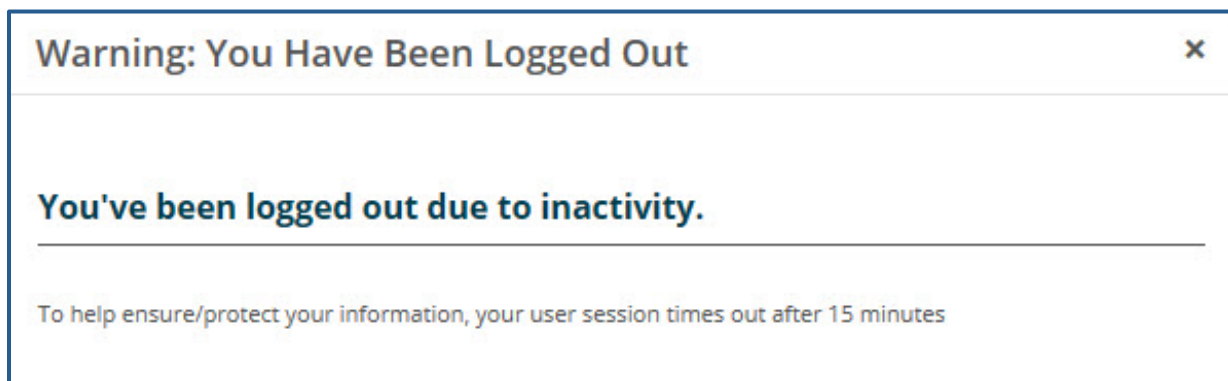 Warning: You Have Been Logged Out ×
You've been logged out due to inactivity.
To help ensure/protect your information, your user session times out after 15 minutes